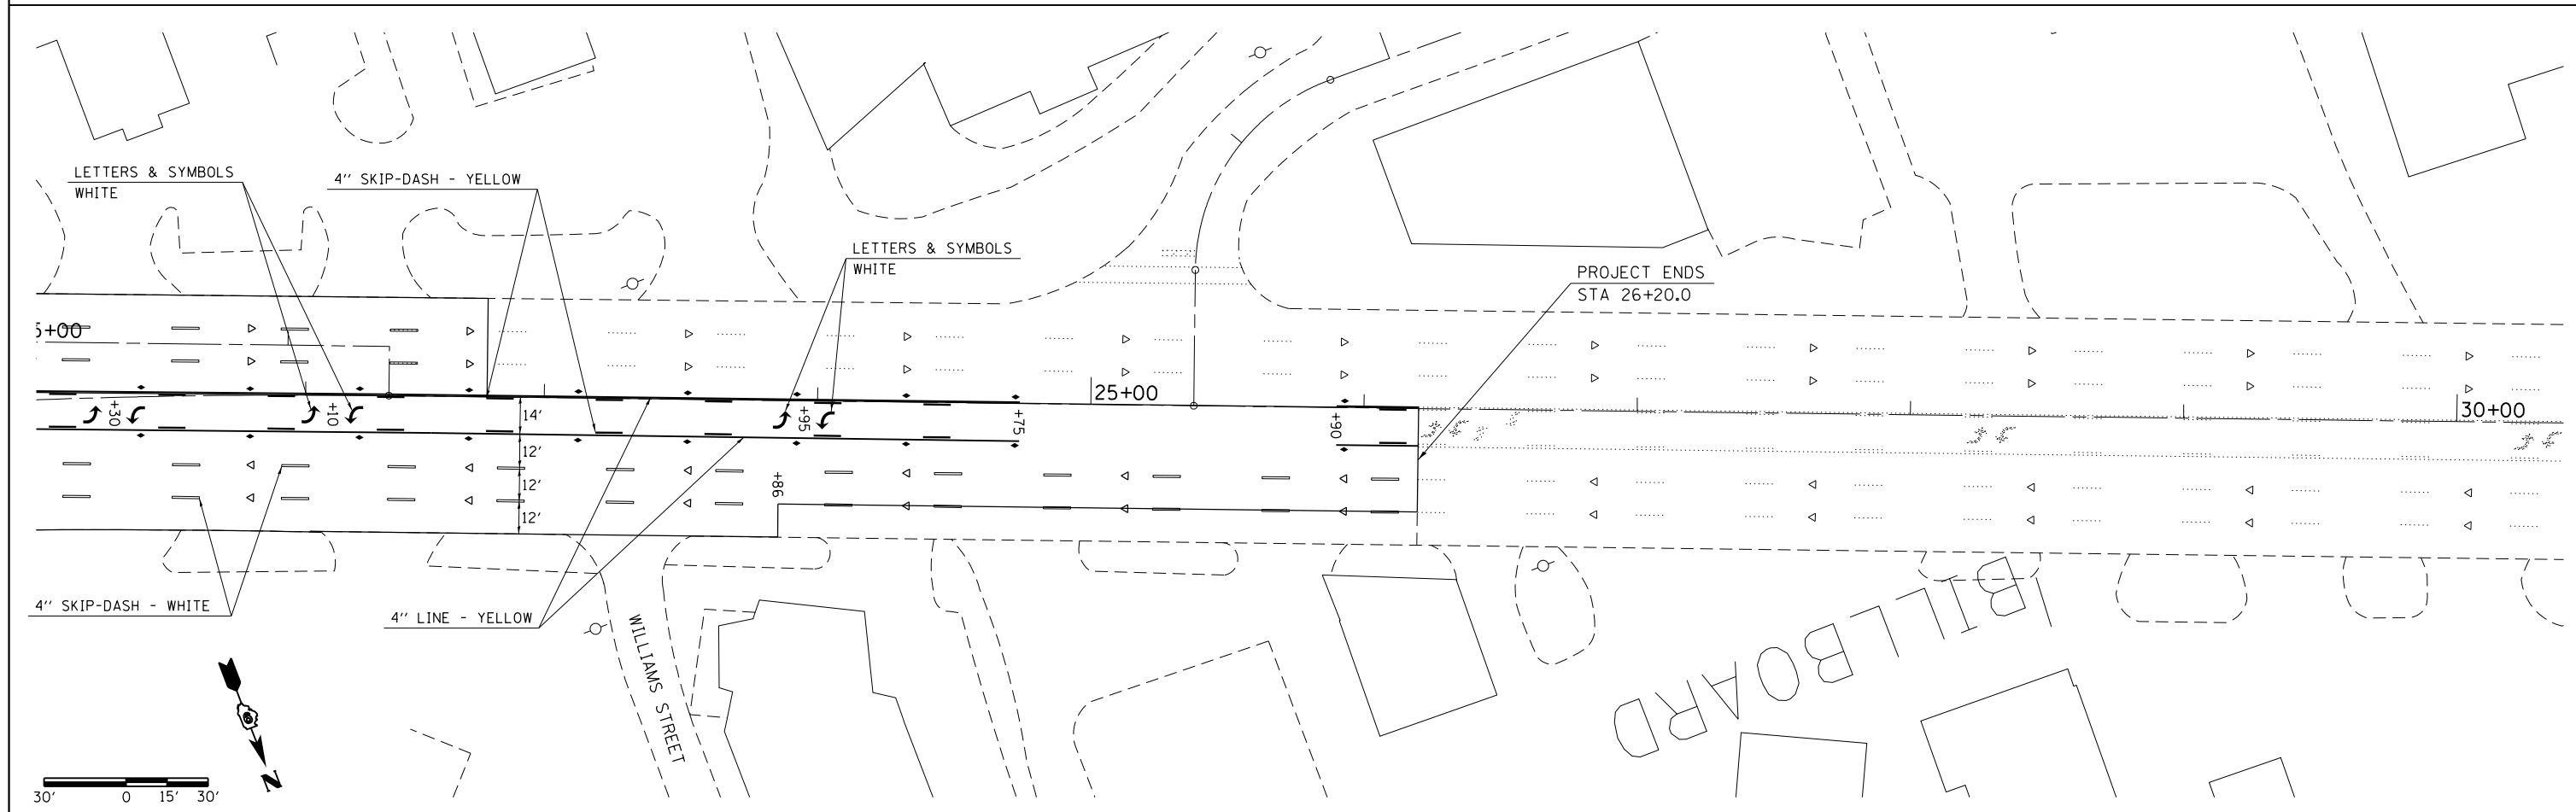 LETTERS & SYMBOLS
WHITE
4'' SKIP-DASH - YELLOW
LETTERS & SYMBOLS
WHITE
PROJECT ENDS
STA 26+20.0
5+00
25+00
30+00
+30
+10
+95
+75
+90
+86
14'
12'
12'
12'
4'' SKIP-DASH - WHITE
4'' LINE - YELLOW
WILLIAMS STREET
BILLBOARD
N
30'
0
15'
30'